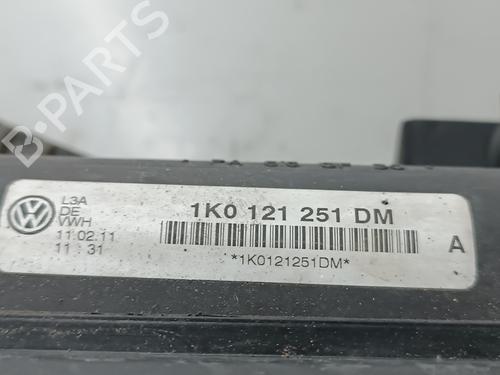 L3A
DE
VWH
11.02.11
11:31
1K0 121 251 DM
*1K0121251DM*
A
B-PARTS